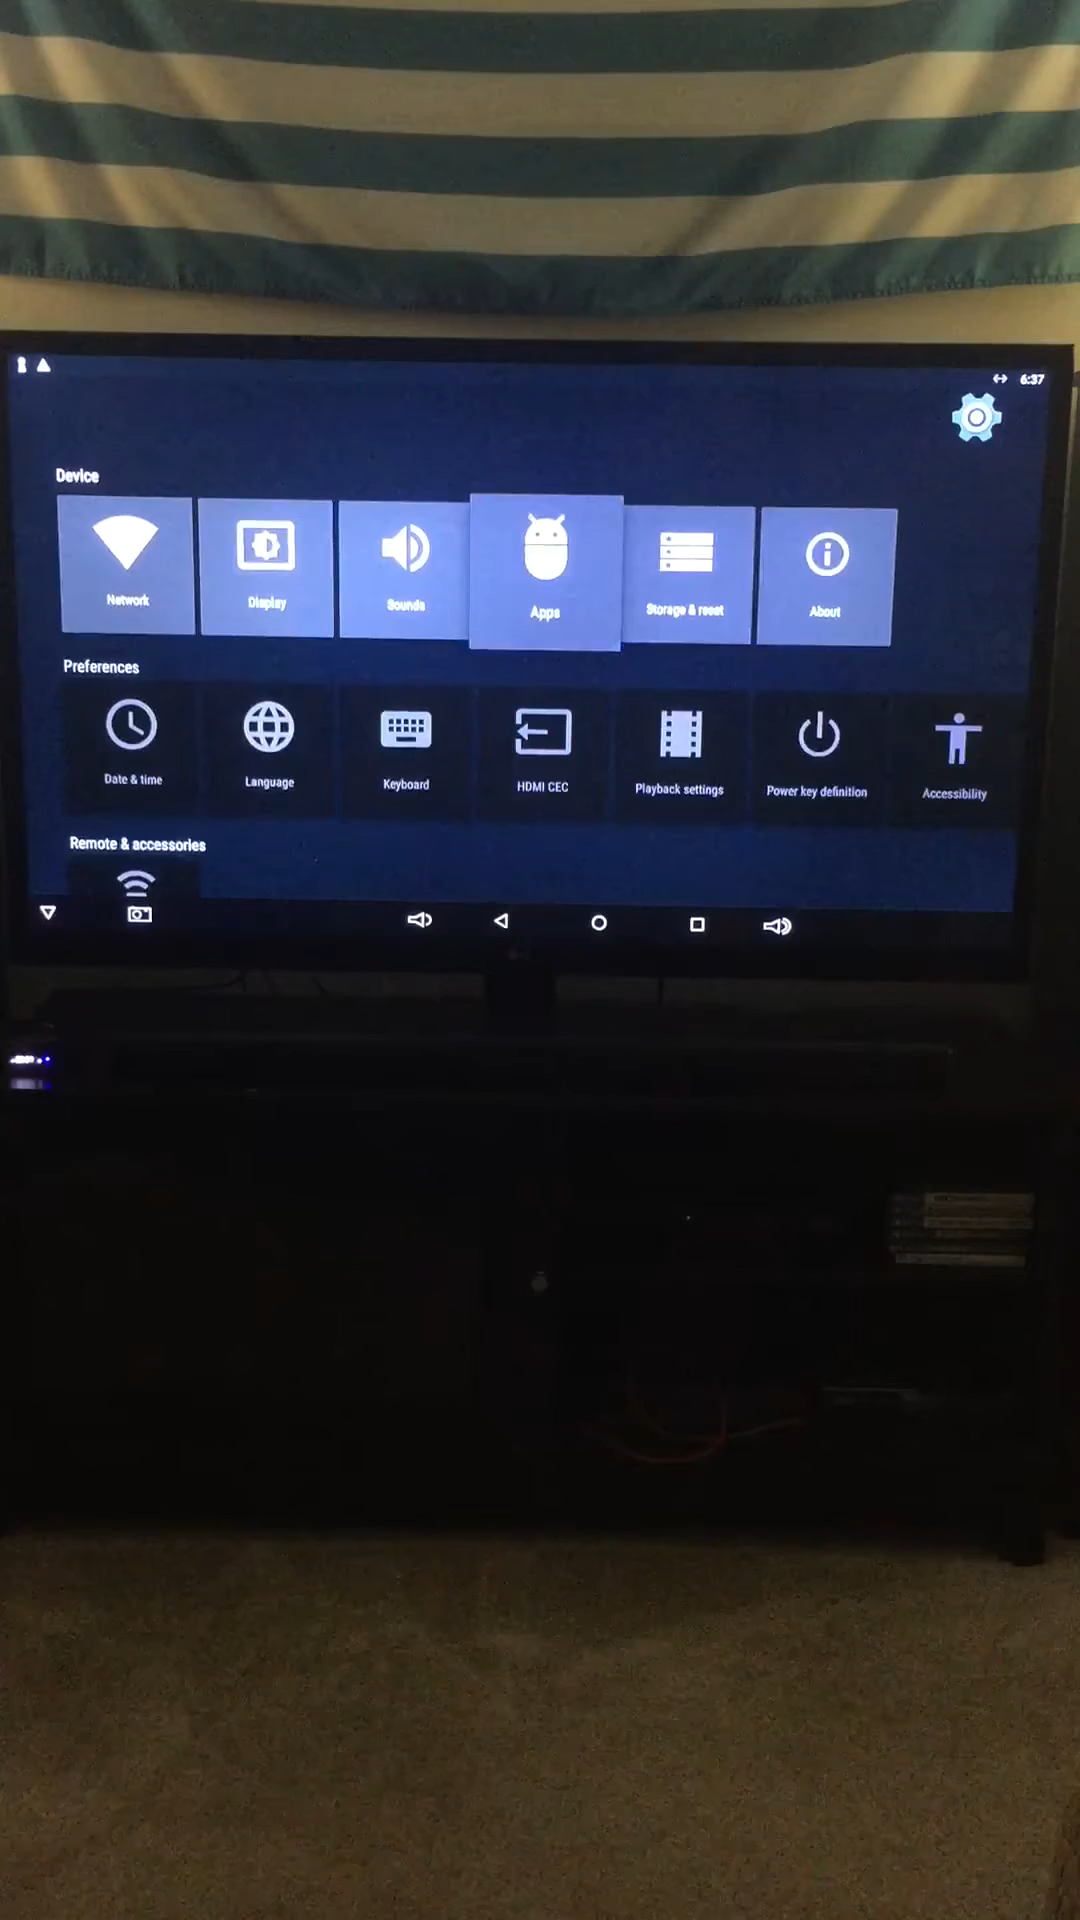 6:37
Device
Network Display Sounds Apps Storage & reset About
Preferences
Date & time Language Keyboard HDMI CEC Playback settings Power key definition Accessibility
Remote & accessories
LG